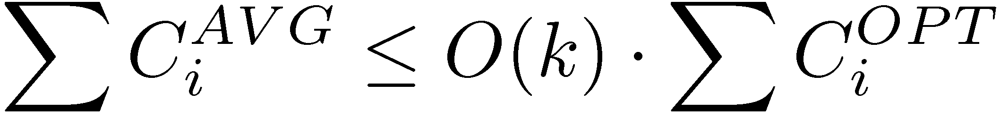 ∑ C_i^{AVG} ≤ O(k) · ∑ C_i^{OPT}